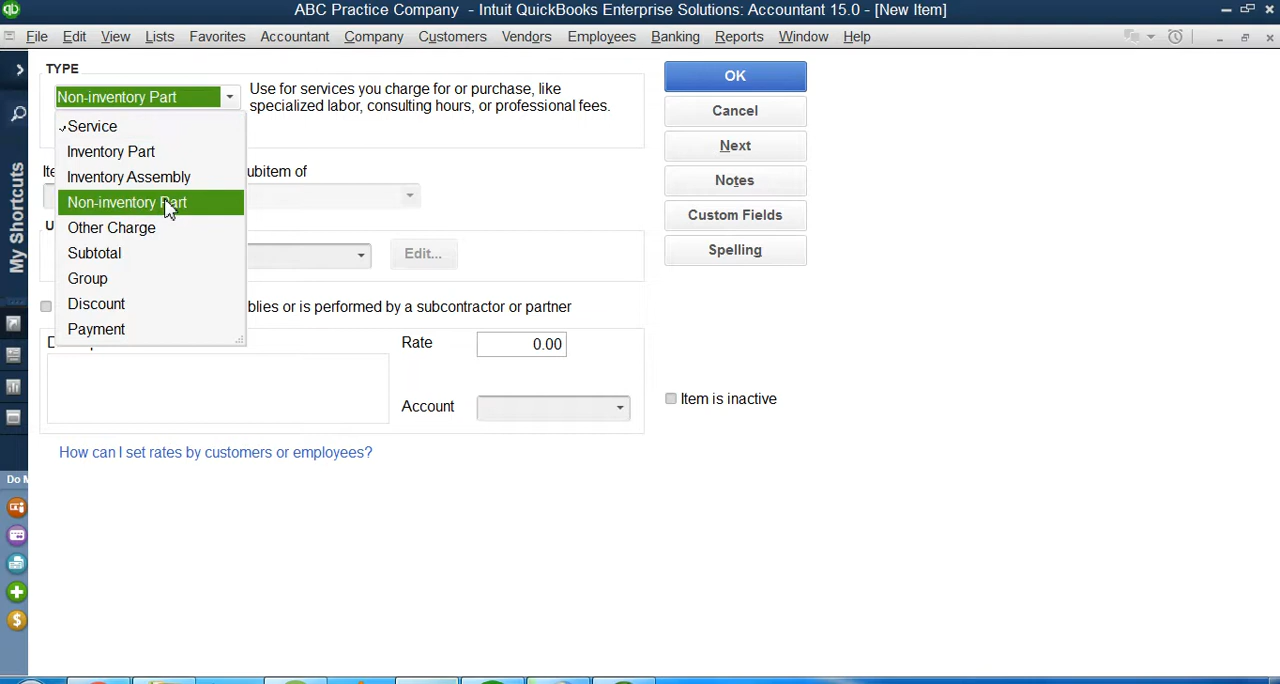 ABC Practice Company - Intuit QuickBooks Enterprise Solutions: Accountant 15.0 - [New Item]
File Edit View Lists Favorites Accountant Company Customers Vendors Employees Banking Reports Window Help
TYPE
Non-inventory Part
Use for services you charge for or purchase, like
specialized labor, consulting hours, or professional fees.
Service
Inventory Part
Inventory Assembly
Non-inventory Part
Other Charge
Subtotal
Group
Discount
Payment
ubitem of
Edit...
blies or is performed by a subcontractor or partner
Rate 0.00
Account
How can I set rates by customers or employees?
OK
Cancel
Next
Notes
Custom Fields
Spelling
Item is inactive
My Shortcuts
Do M